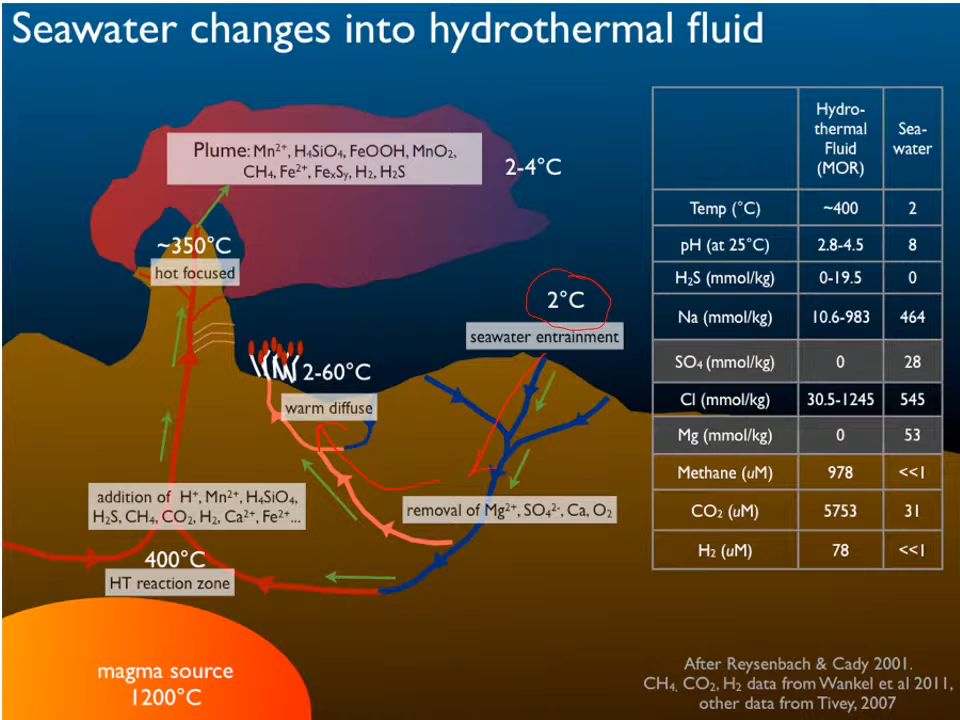 Seawater changes into hydrothermal fluid
Plume: Mn²⁺, H₄SiO₄, FeOOH, MnO₂,
CH₄, Fe²⁺, FeₓSᵧ, H₂, H₂S
2-4°C
~350°C
hot focused
2°C
seawater entrainment
2-60°C
warm diffuse
addition of H⁺, Mn²⁺, H₄SiO₄,
H₂S, CH₄, CO₂, H₂, Ca²⁺, Fe²⁺...
removal of Mg²⁺, SO₄²⁻, Ca, O₂
400°C
HT reaction zone
magma source
1200°C
Hydro-
thermal
Fluid
(MOR)
Sea-
water
Temp (°C) ~400 2
pH (at 25°C) 2.8-4.5 8
H₂S (mmol/kg) 0-19.5 0
Na (mmol/kg) 10.6-983 464
SO₄ (mmol/kg) 0 28
Cl (mmol/kg) 30.5-1245 545
Mg (mmol/kg) 0 53
Methane (uM) 978 <<1
CO₂ (uM) 5753 31
H₂ (uM) 78 <<1
After Reysenbach & Cady 2001.
CH₄, CO₂, H₂ data from Wankel et al 2011,
other data from Tivey, 2007